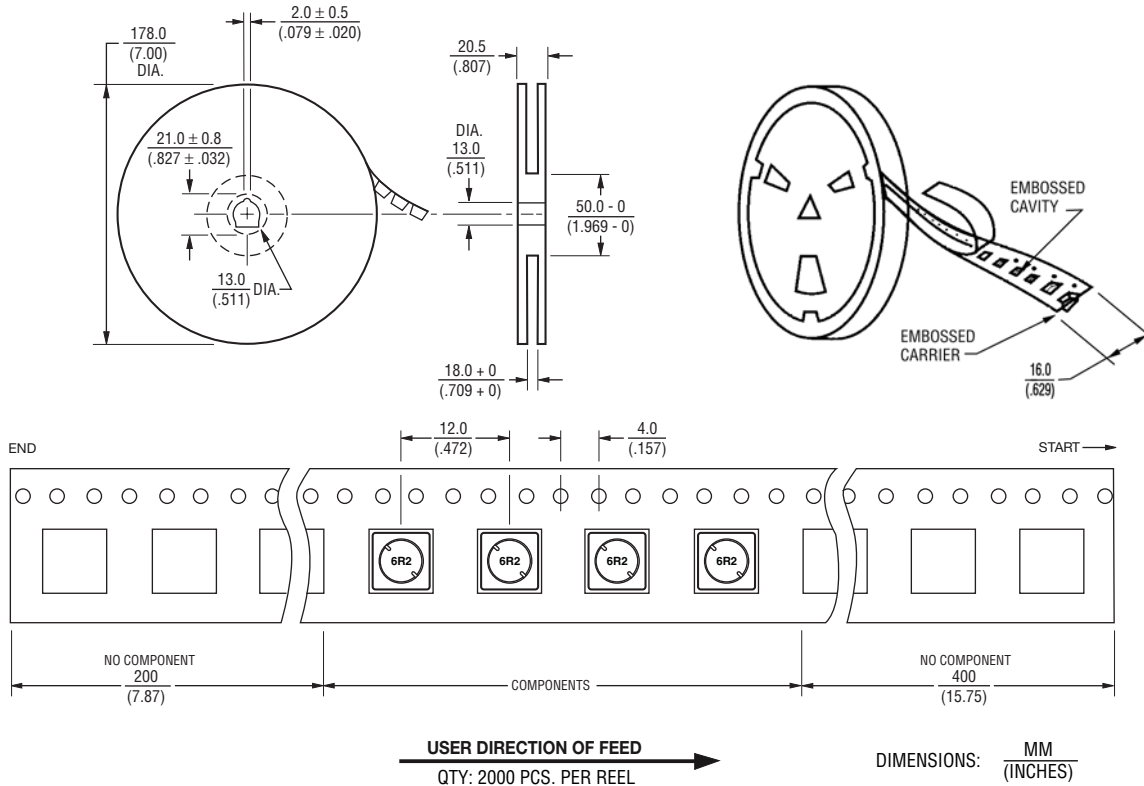 2.0 ± 0.5
(.079 ± .020)
178.0
(7.00)
DIA.
20.5
(.807)
21.0 ± 0.8
(.827 ± .032)
DIA.
13.0
(.511)
50.0 - 0
(1.969 - 0)
13.0
(.511)
DIA.
18.0 + 0
(.709 + 0)
EMBOSSED
CAVITY
EMBOSSED
CARRIER
16.0
(.629)
END
12.0
(.472)
4.0
(.157)
START
6R2
6R2
6R2
6R2
NO COMPONENT
200
(7.87)
COMPONENTS
NO COMPONENT
400
(15.75)
USER DIRECTION OF FEED
QTY: 2000 PCS. PER REEL
DIMENSIONS:
MM
(INCHES)